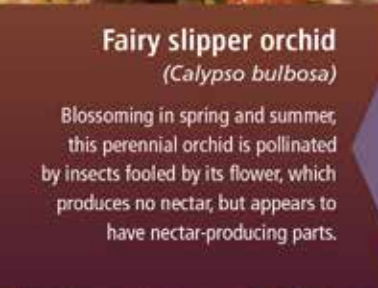 Fairy slipper orchid
(Calypso bulbosa)
Blossoming in spring and summer,
this perennial orchid is pollinated
by insects fooled by its flower, which
produces no nectar, but appears to
have nectar-producing parts.